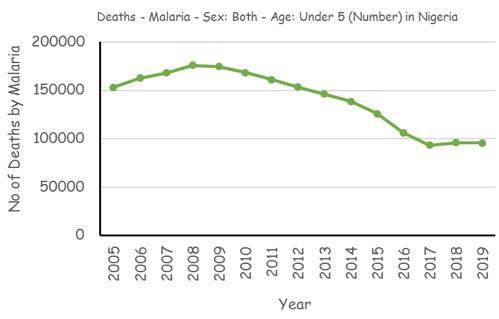 Deaths - Malaria - Sex: Both - Age: Under 5 (Number) in Nigeria
No of Deaths by Malaria
200000
150000
100000
50000
0
2005 2006 2007 2008 2009 2010 2011 2012 2013 2014 2015 2016 2017 2018 2019
Year